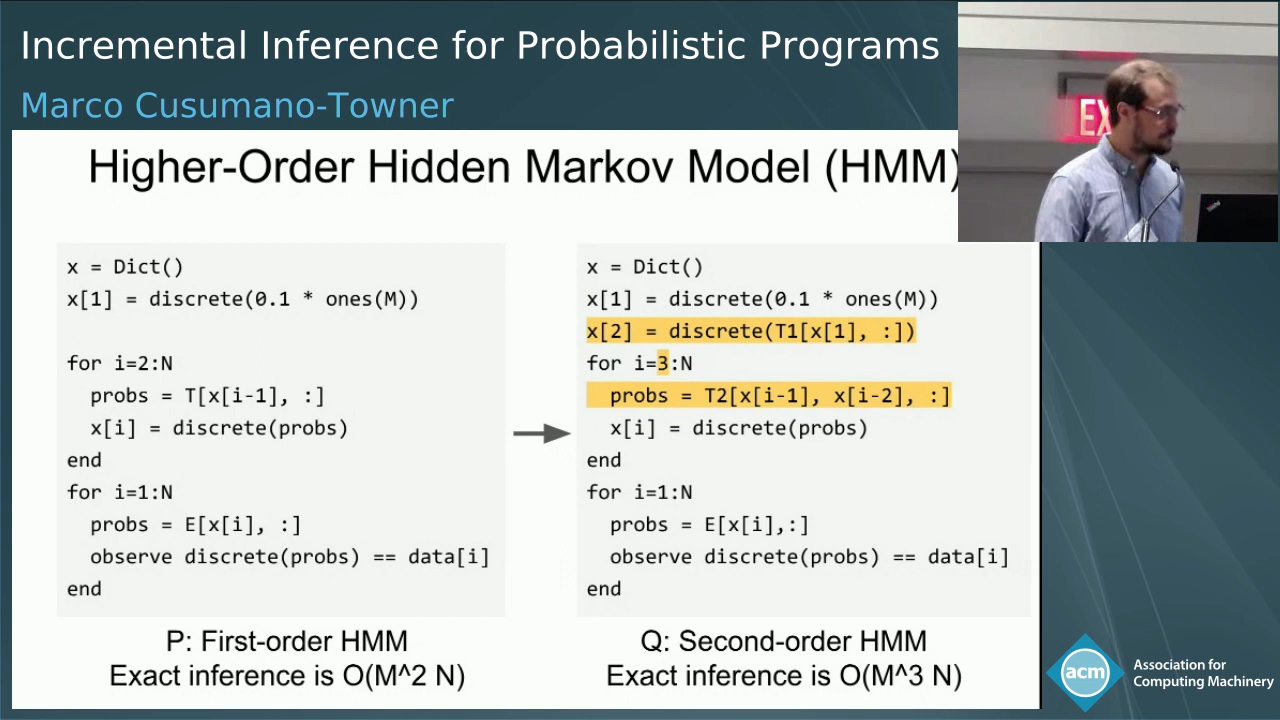 Incremental Inference for Probabilistic Programs
Marco Cusumano-Towner
Higher-Order Hidden Markov Model (HMM)
x = Dict()
x[1] = discrete(0.1 * ones(M))
for i=2:N
  probs = T[x[i-1], :]
  x[i] = discrete(probs)
end
for i=1:N
  probs = E[x[i], :]
  observe discrete(probs) == data[i]
end
P: First-order HMM
Exact inference is O(M^2 N)
x = Dict()
x[1] = discrete(0.1 * ones(M))
x[2] = discrete(T1[x[1], :])
for i=3:N
  probs = T2[x[i-1], x[i-2], :]
  x[i] = discrete(probs)
end
for i=1:N
  probs = E[x[i],:]
  observe discrete(probs) == data[i]
end
Q: Second-order HMM
Exact inference is O(M^3 N)
acm
Association for
Computing Machinery